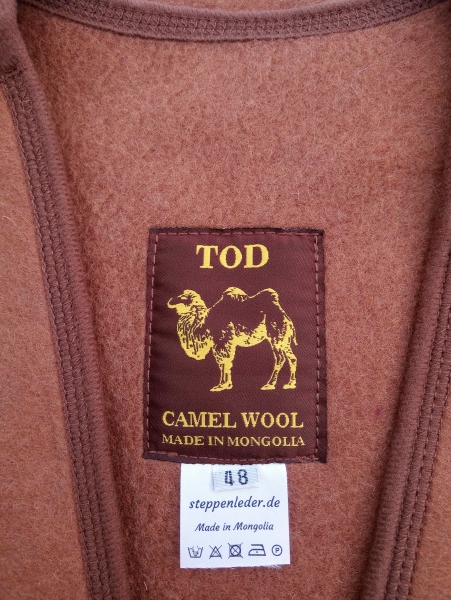 TOD
CAMEL WOOL
MADE IN MONGOLIA
48
steppenleder.de
Made in Mongolia
P